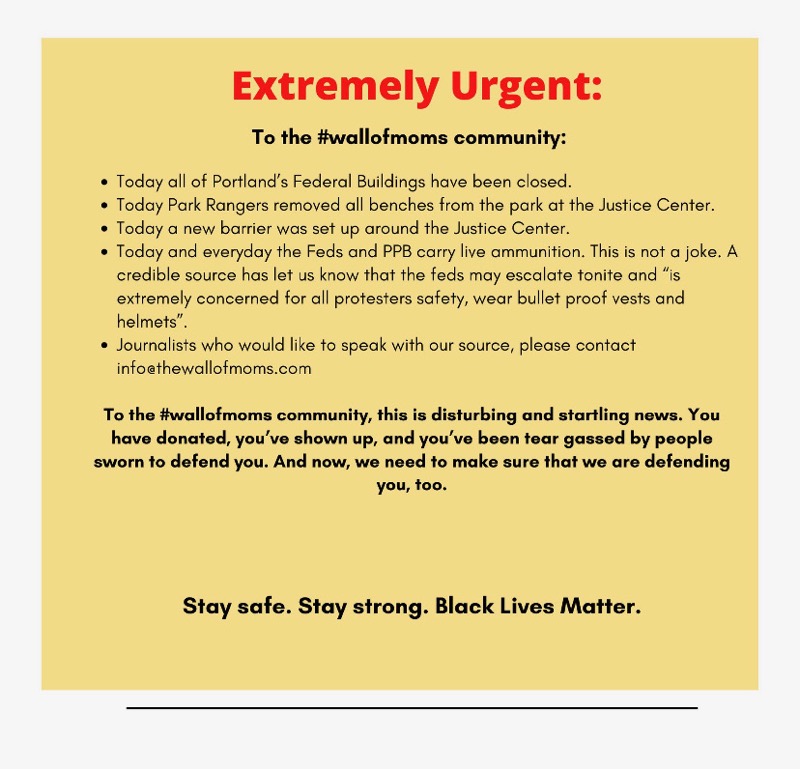 Extremely Urgent:
To the #wallofmoms community:
• Today all of Portland’s Federal Buildings have been closed.
• Today Park Rangers removed all benches from the park at the Justice Center.
• Today a new barrier was set up around the Justice Center.
• Today and everyday the Feds and PPB carry live ammunition. This is not a joke. A
credible source has let us know that the feds may escalate tonite and “is
extremely concerned for all protesters safety, wear bullet proof vests and
helmets”.
• Journalists who would like to speak with our source, please contact
info@thewallofmoms.com
To the #wallofmoms community, this is disturbing and startling news. You
have donated, you’ve shown up, and you’ve been tear gassed by people
sworn to defend you. And now, we need to make sure that we are defending
you, too.
Stay safe. Stay strong. Black Lives Matter.